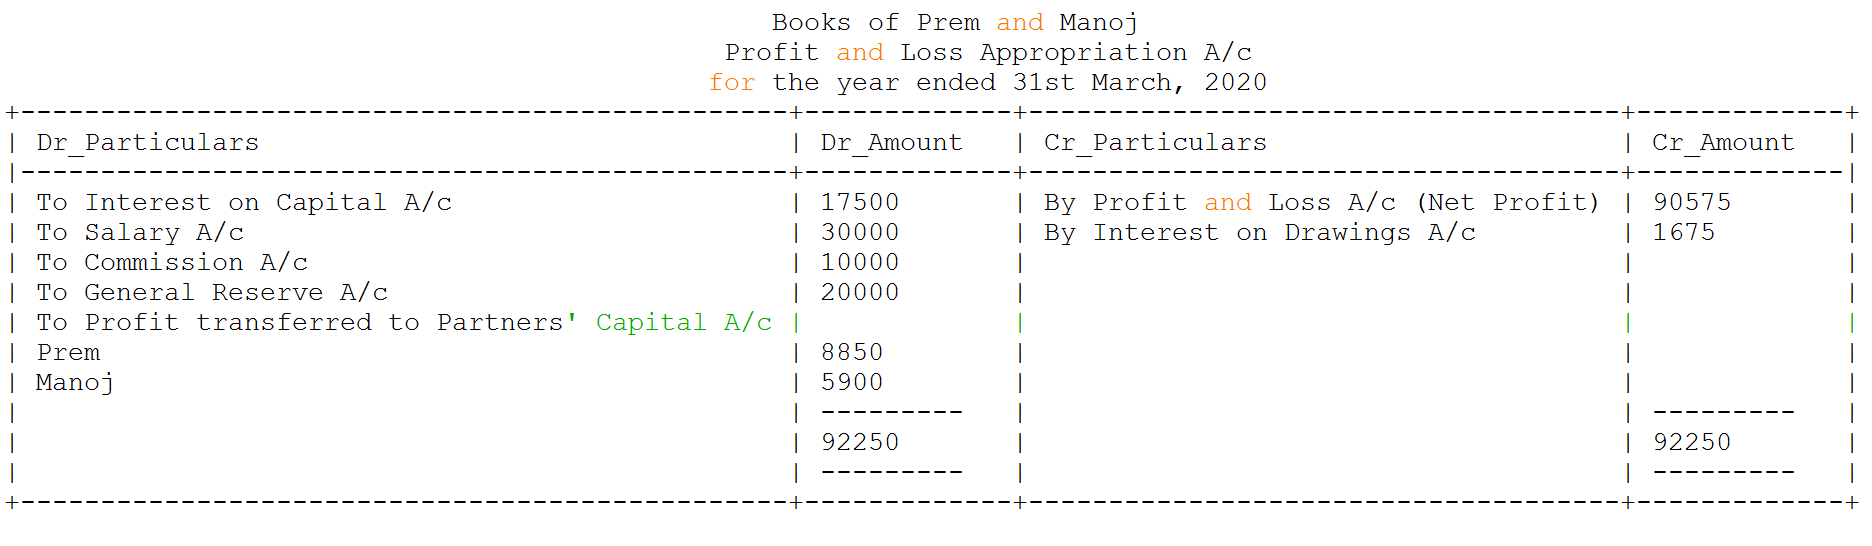 Books of Prem and Manoj
Profit and Loss Appropriation A/c
for the year ended 31st March, 2020
+------------------------------------------------+-------------+-------------------------------------+-------------+
| Dr_Particulars                                 | Dr_Amount   | Cr_Particulars                      | Cr_Amount   |
|------------------------------------------------+-------------+-------------------------------------+-------------|
| To Interest on Capital A/c                     | 17500       | By Profit and Loss A/c (Net Profit) | 90575       |
| To Salary A/c                                  | 30000       | By Interest on Drawings A/c         | 1675        |
| To Commission A/c                              | 10000       |                                     |             |
| To General Reserve A/c                         | 20000       |                                     |             |
| To Profit transferred to Partners' Capital A/c |             |                                     |             |
| Prem                                           | 8850        |                                     |             |
| Manoj                                          | 5900        |                                     |             |
|                                                | ---------   |                                     | ---------   |
|                                                | 92250       |                                     | 92250       |
|                                                | ---------   |                                     | ---------   |
+------------------------------------------------+-------------+-------------------------------------+-------------+